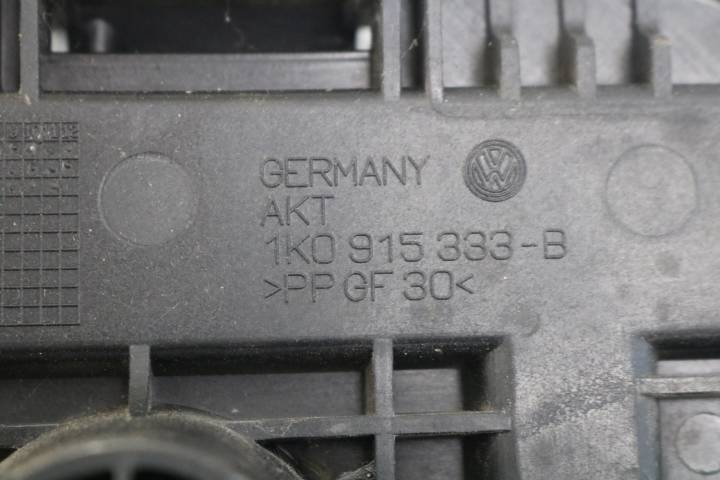 GERMANY
AKT
1K0 915 333-B
>PP GF 30<